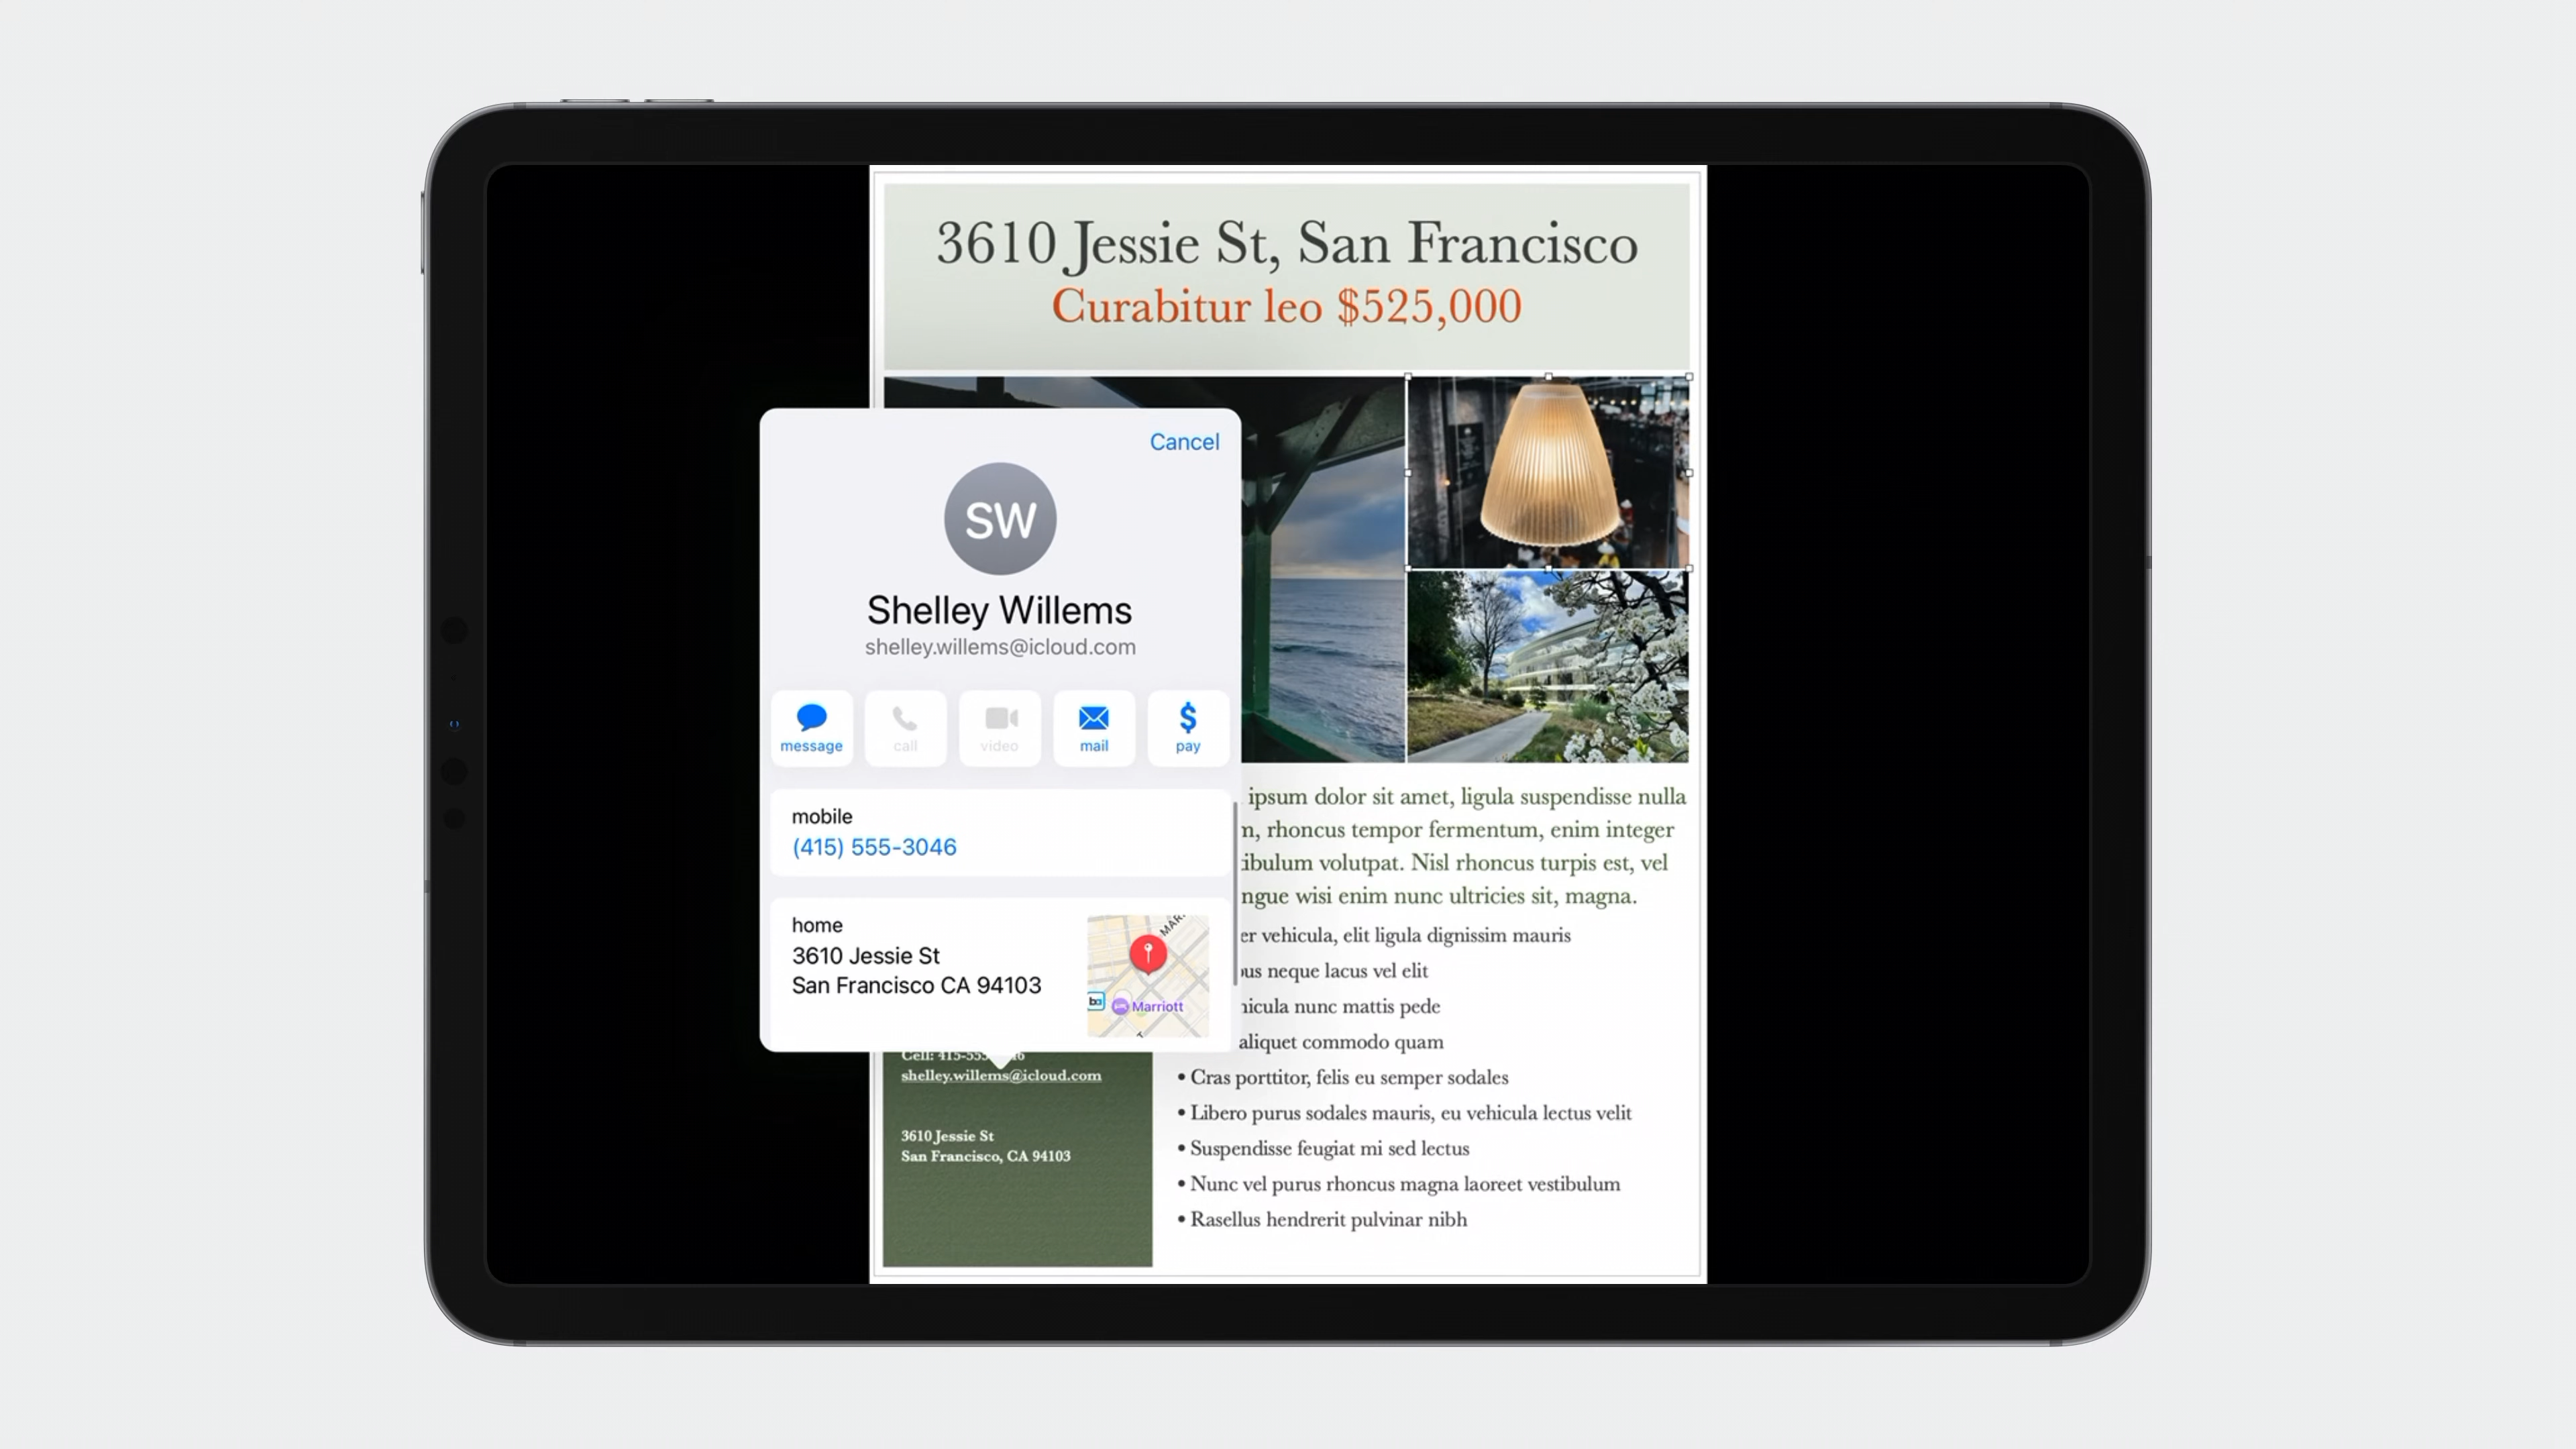 3610 Jessie St, San Francisco
Curabitur leo $525,000
Cancel
SW
Shelley Willems
shelley.willems@icloud.com
message
call
video
mail
pay
mobile
(415) 555-3046
home
3610 Jessie St
San Francisco CA 94103
Marriott
ipsum dolor sit amet, ligula suspendisse nulla
rhoncus tempor fermentum, enim integer
volutpat. Nisl rhoncus turpis est, vel
wisi enim nunc ultricies sit, magna.
vehicula, elit ligula dignissim mauris
neque lacus vel elit
nunc mattis pede
aliquet commodo quam
• Cras porttitor, felis eu semper sodales
• Libero purus sodales mauris, eu vehicula lectus velit
• Suspendisse feugiat mi sed lectus
• Nunc vel purus rhoncus magna laoreet vestibulum
• Rasellus hendrerit pulvinar nibh
Cell:
shelley.willems@icloud.com
3610 Jessie St
San Francisco, CA 94103